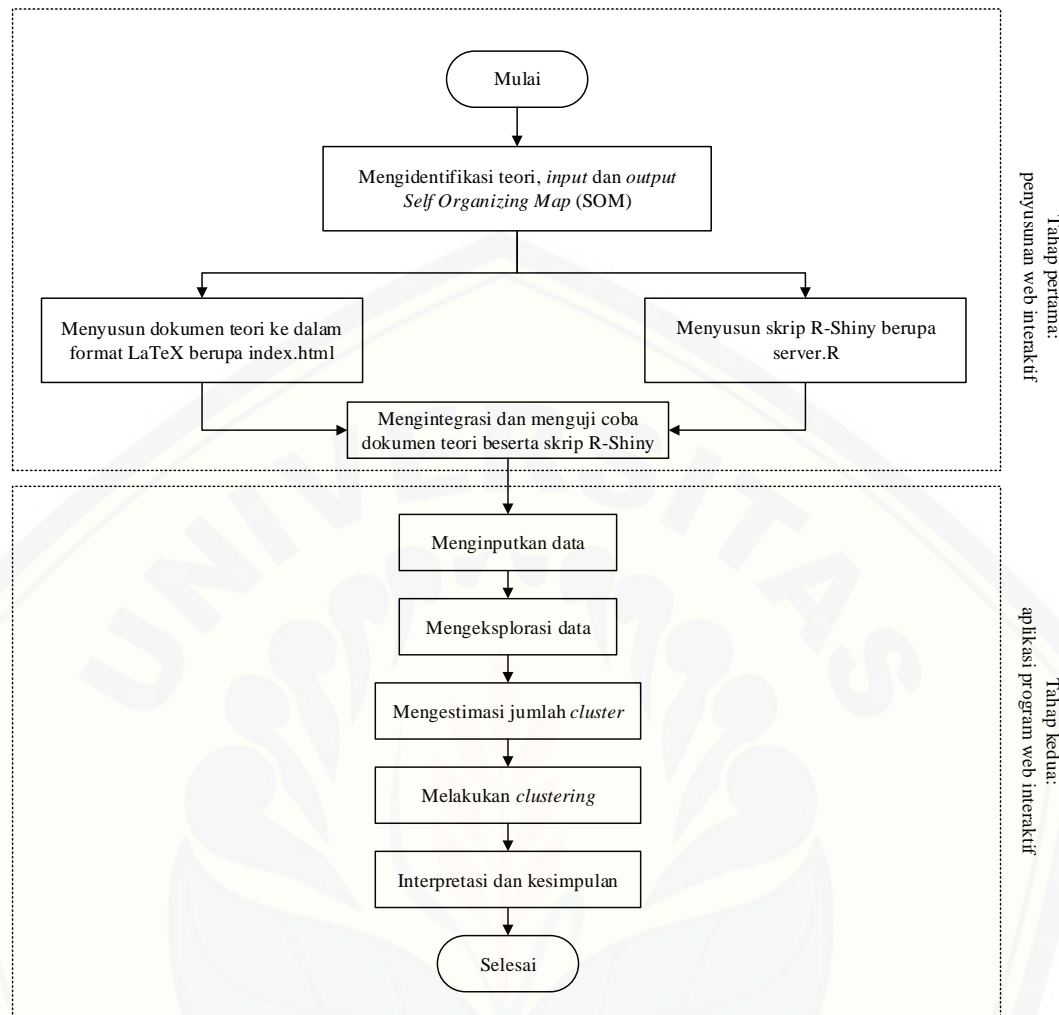 Mulai
Mengidentifikasi teori, input dan output
Self Organizing Map (SOM)
Menyusun dokumen teori ke dalam
format LaTeX berupa index.html
Menyusun skrip R-Shiny berupa
server.R
Mengintegrasi dan menguji coba
dokumen teori beserta skrip R-Shiny
Tahap pertama:
penyusunan web interaktif
Menginputkan data
Mengeksplorasi data
Mengestimasi jumlah cluster
Melakukan clustering
Interpretasi dan kesimpulan
Selesai
Tahap kedua:
aplikasi program web interaktif
UNIVERSITAS